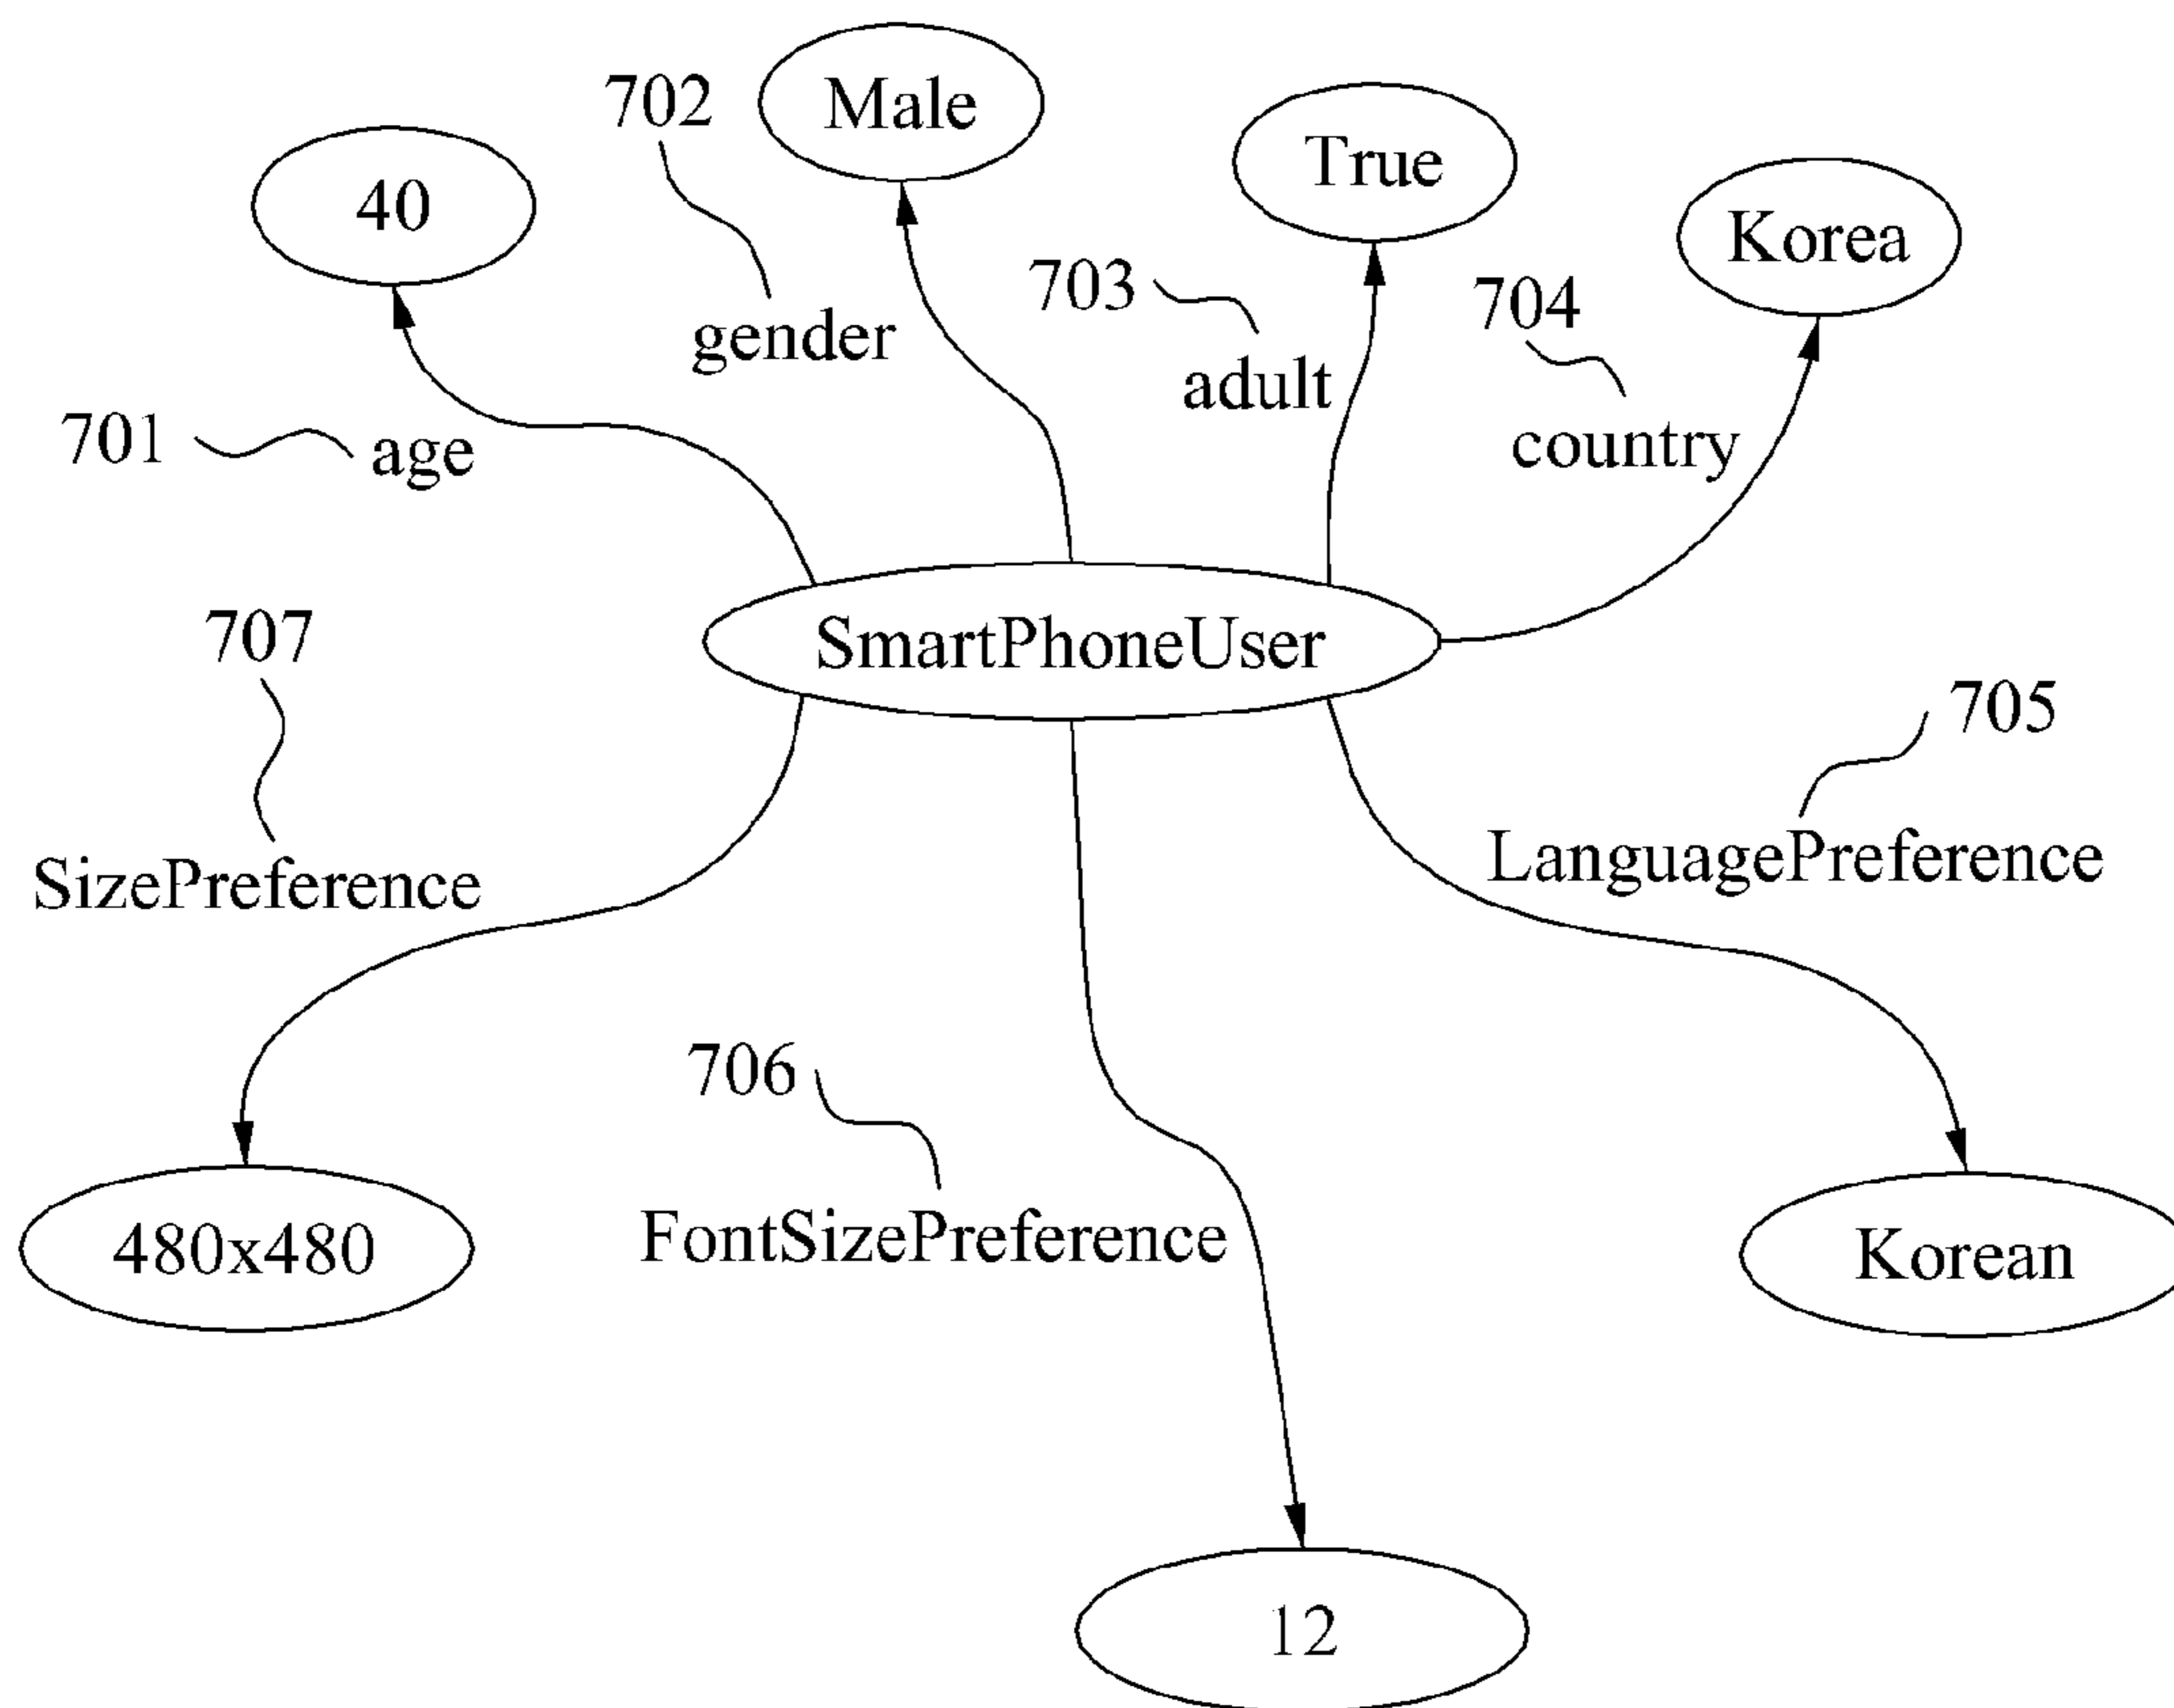 702
Male
True
40
Korea
703
704
gender
adult
701
age
country
707
SmartPhoneUser
705
SizePreference
LanguagePreference
706
480x480
FontSizePreference
Korean
12